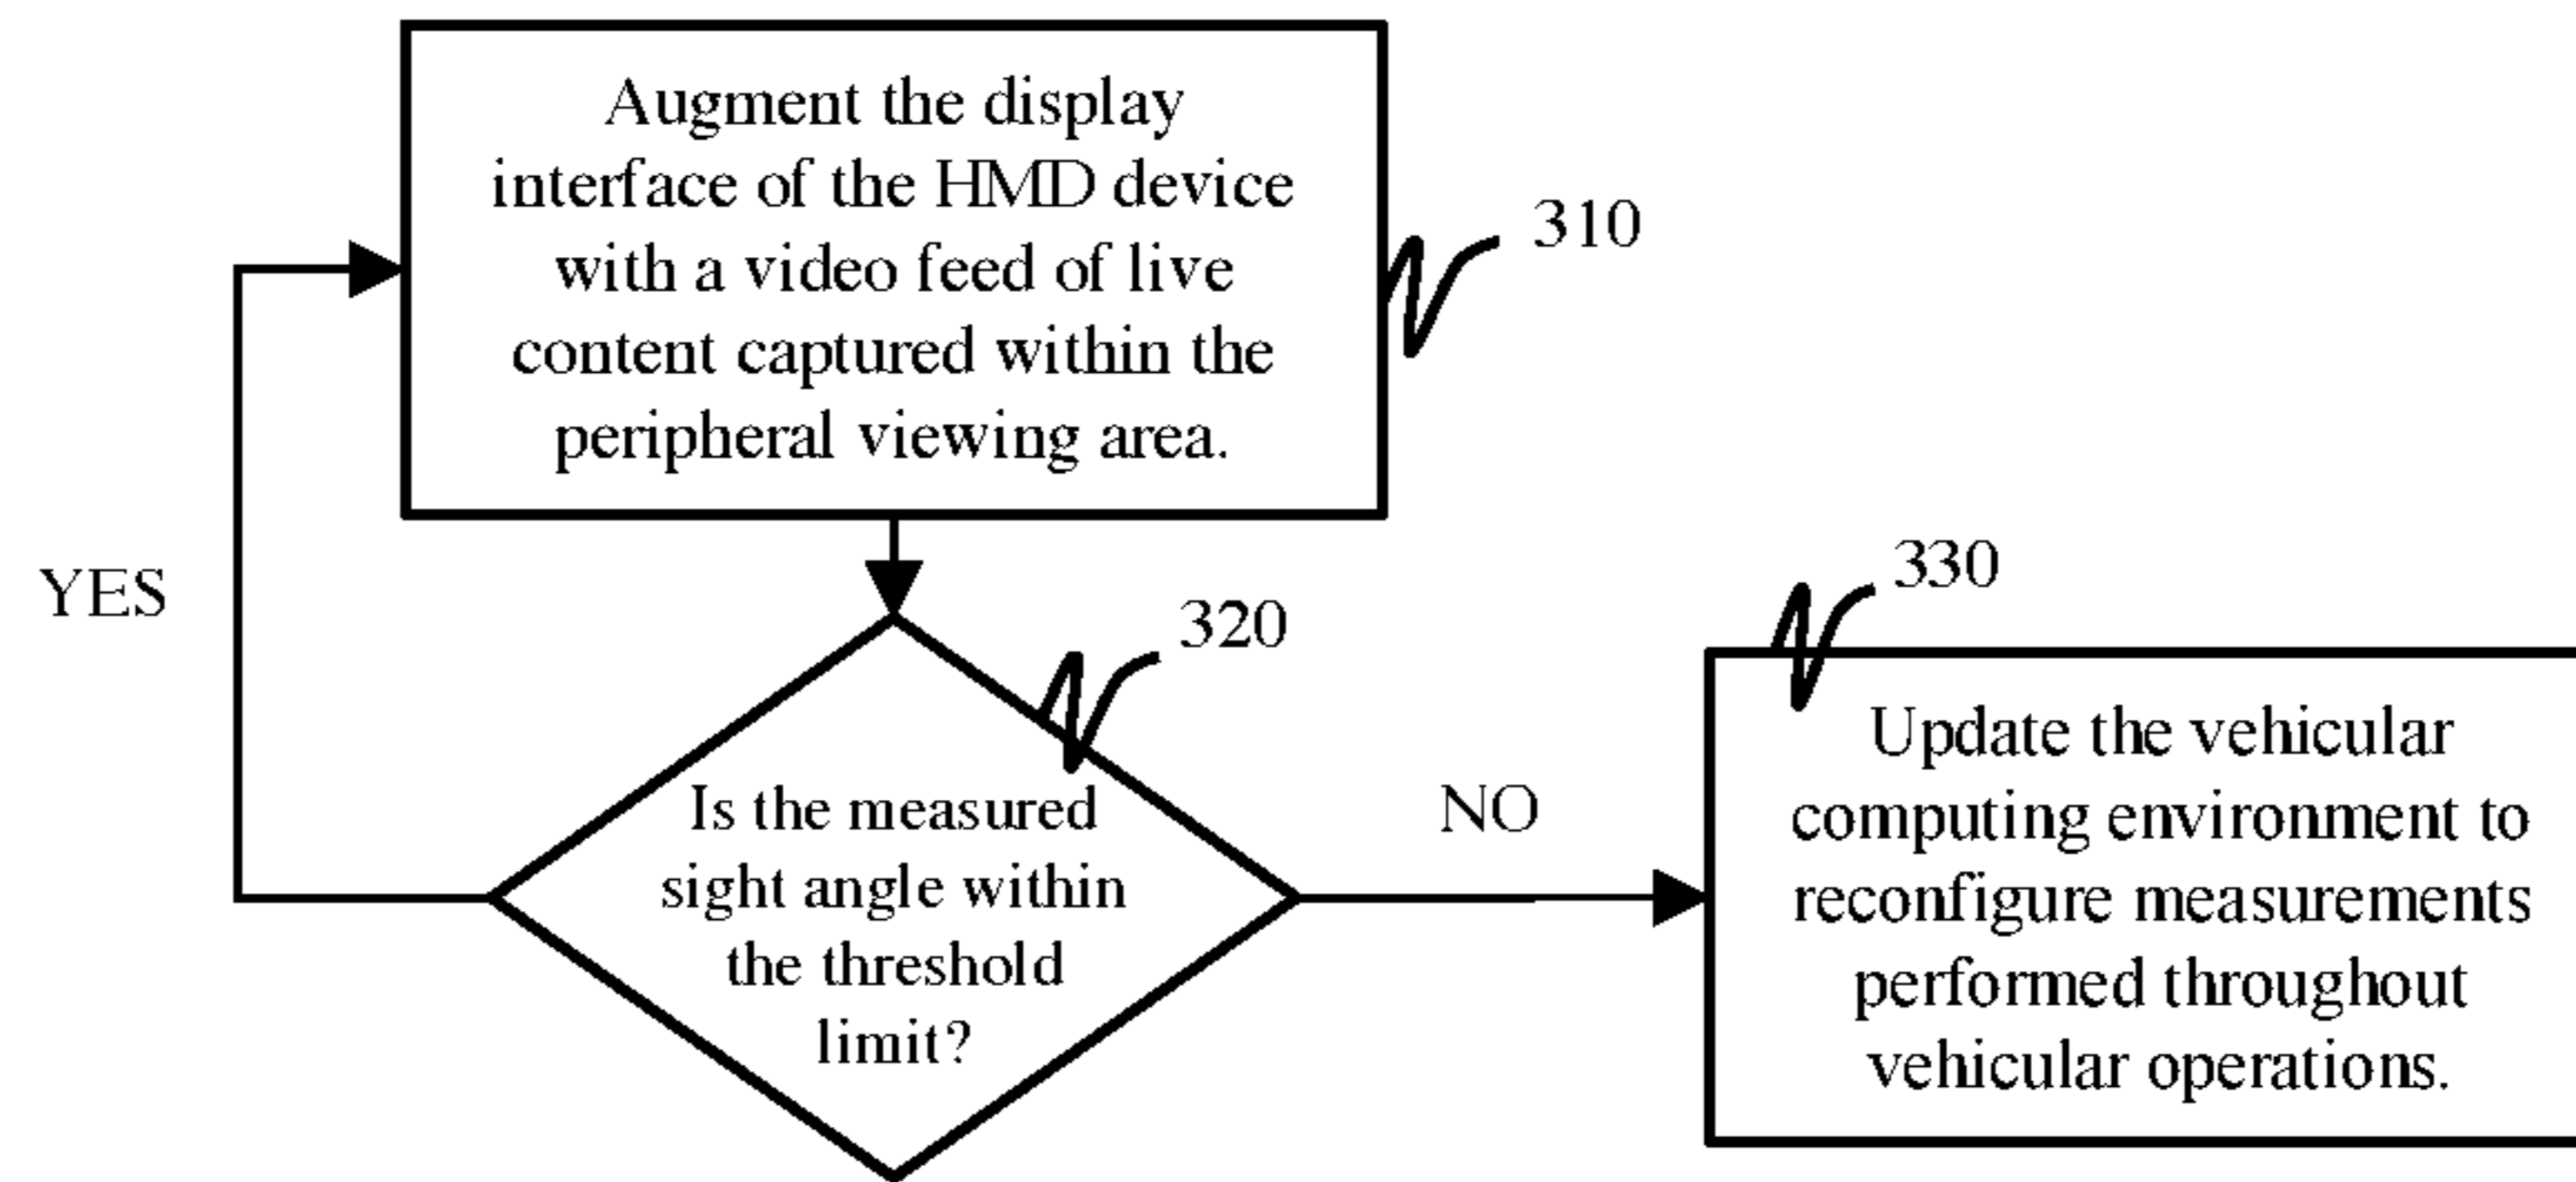 Augment the display
interface of the HMD device
with a video feed of live
content captured within the
peripheral viewing area.
310
YES
320
Is the measured
sight angle within
the threshold
limit?
NO
330
Update the vehicular
computing environment to
reconfigure measurements
performed throughout
vehicular operations.